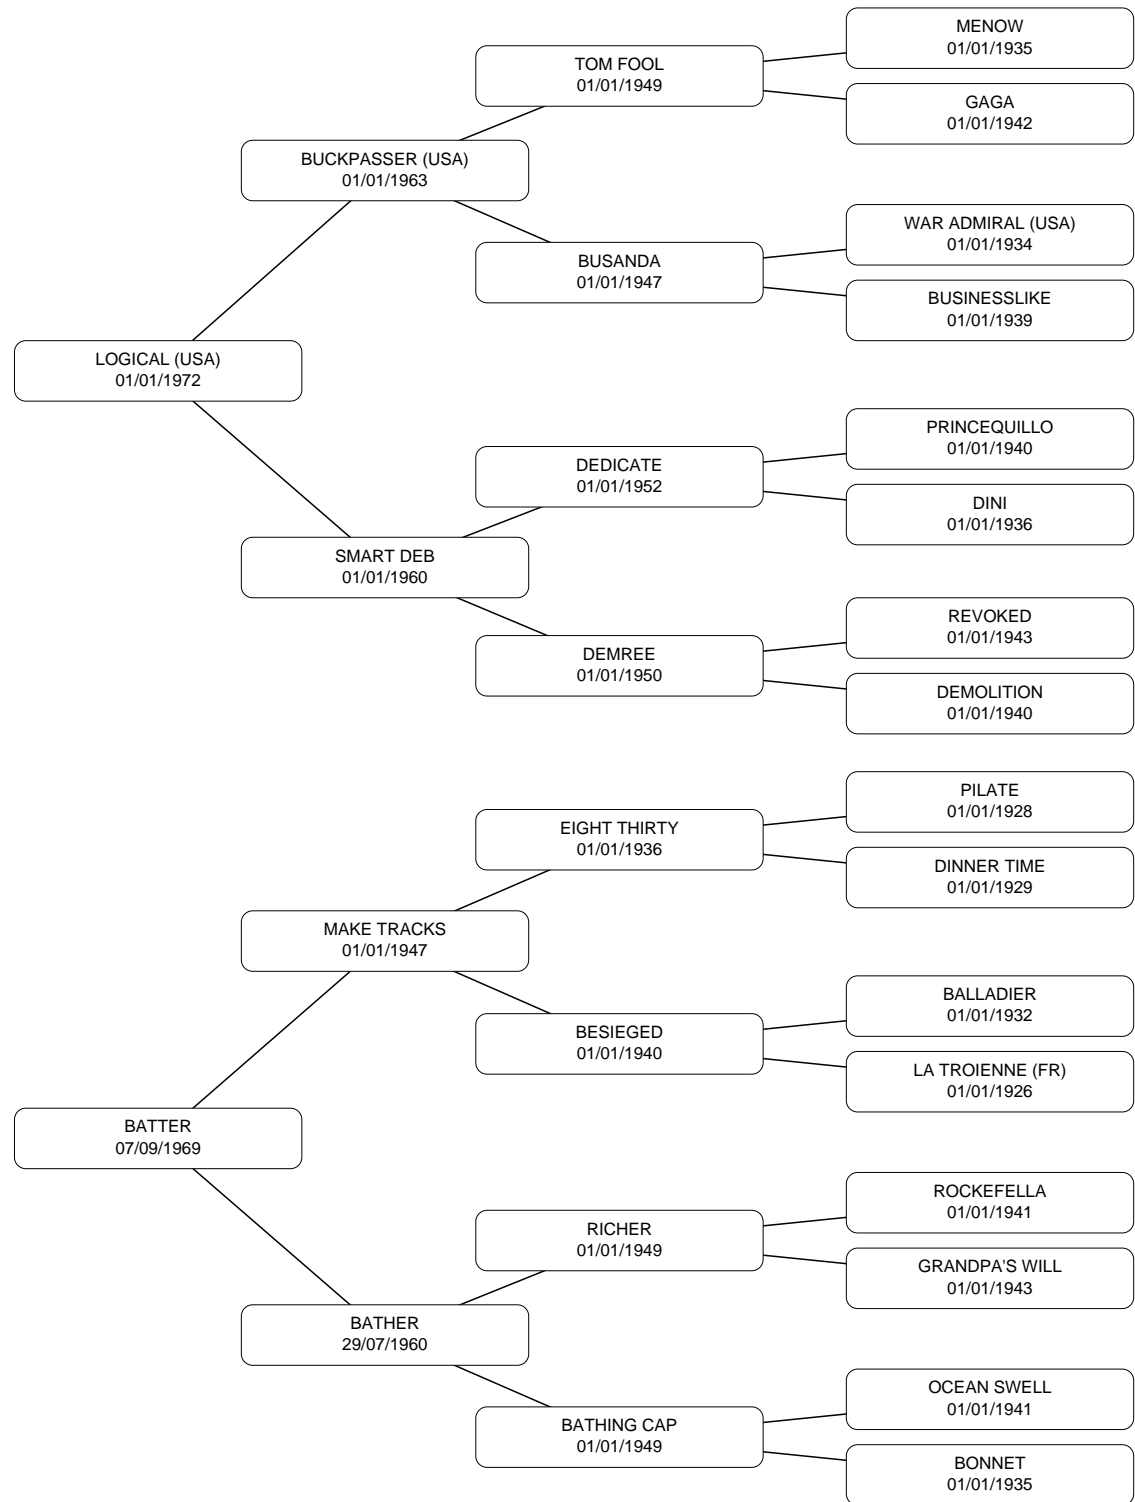 MENOW
01/01/1935
TOM FOOL
01/01/1949
GAGA
01/01/1942
BUCKPASSER (USA)
01/01/1963
WAR ADMIRAL (USA)
01/01/1934
BUSANDA
01/01/1947
BUSINESSLIKE
01/01/1939
LOGICAL (USA)
01/01/1972
PRINCEQUILLO
01/01/1940
DEDICATE
01/01/1952
DINI
01/01/1936
SMART DEB
01/01/1960
REVOKED
01/01/1943
DEMREE
01/01/1950
DEMOLITION
01/01/1940
PILATE
01/01/1928
EIGHT THIRTY
01/01/1936
DINNER TIME
01/01/1929
MAKE TRACKS
01/01/1947
BALLADIER
01/01/1932
BESIEGED
01/01/1940
LA TROIENNE (FR)
01/01/1926
BATTER
07/09/1969
ROCKEFELLA
01/01/1941
RICHER
01/01/1949
GRANDPA'S WILL
01/01/1943
BATHER
29/07/1960
OCEAN SWELL
01/01/1941
BATHING CAP
01/01/1949
BONNET
01/01/1935